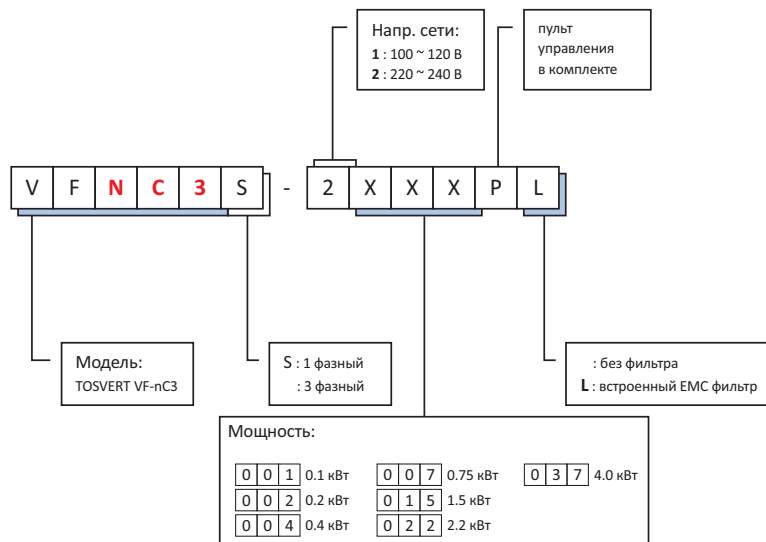 Напр. сети:
1 : 100 ~ 120 В
2 : 220 ~ 240 В
пульт
управления
в комплекте
V F N C 3 S - 2 X X X P L
Модель:
TOSVERT VF-nC3
S : 1 фазный
: 3 фазный
: без фильтра
L : встроенный EMC фильтр
Мощность:
0 0 1 0.1 кВт 0 0 7 0.75 кВт 0 3 7 4.0 кВт
0 0 2 0.2 кВт 0 1 5 1.5 кВт
0 0 4 0.4 кВт 0 2 2 2.2 кВт